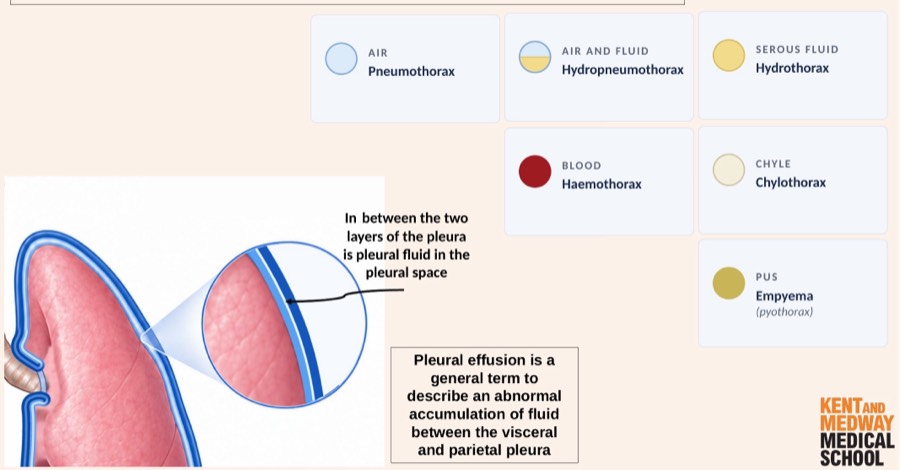 AIR
Pneumothorax
AIR AND FLUID
Hydropneumothorax
SEROUS FLUID
Hydrothorax
BLOOD
Haemothorax
CHYLE
Chylothorax
PUS
Empyema
(pyothorax)
In between the two
layers of the pleura
is pleural fluid in the
pleural space
Pleural effusion is a
general term to
describe an abnormal
accumulation of fluid
between the visceral
and parietal pleura
KENT AND
MEDWAY
MEDICAL
SCHOOL